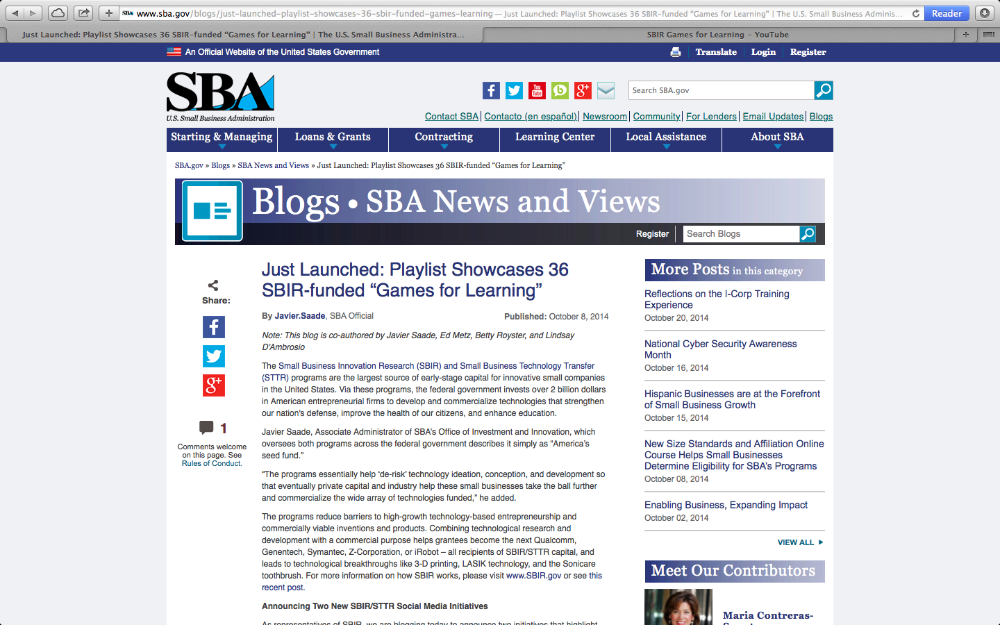 www.sba.gov/blogs/just-launched-playlist-showcases-36-sbir-funded-games-learning — Just Launched: Playlist Showcases 36 SBIR-funded “Games for Learning” | The U.S. Small Business Adminis...
Reader
Just Launched: Playlist Showcases 36 SBIR-funded “Games for Learning” | The U.S. Small Business Administra...
SBIR Games for Learning – YouTube
An Official Website of the United States Government
Translate
Login
Register
SBA
U.S. Small Business Administration
You Tube
Search SBA.gov
Contact SBA | Contacto (en español) | Newsroom | Community | For Lenders | Email Updates | Blogs
Starting & Managing
Loans & Grants
Contracting
Learning Center
Local Assistance
About SBA
SBA.gov » Blogs » SBA News and Views » Just Launched: Playlist Showcases 36 SBIR-funded “Games for Learning”
Blogs • SBA News and Views
Register
Search Blogs
Share:
1
Comments welcome
on this page. See
Rules of Conduct.
Just Launched: Playlist Showcases 36
SBIR-funded “Games for Learning”
By Javier.Saade, SBA Official
Published: October 8, 2014
Note: This blog is co-authored by Javier Saade, Ed Metz, Betty Royster, and Lindsay
D'Ambrosio
The Small Business Innovation Research (SBIR) and Small Business Technology Transfer
(STTR) programs are the largest source of early-stage capital for innovative small companies
in the United States. Via these programs, the federal government invests over 2 billion dollars
in American entrepreneurial firms to develop and commercialize technologies that strengthen
our nation's defense, improve the health of our citizens, and enhance education.
Javier Saade, Associate Administrator of SBA's Office of Investment and Innovation, which
oversees both programs across the federal government describes it simply as “America's
seed fund.”
“The programs essentially help ‘de-risk’ technology ideation, conception, and development so
that eventually private capital and industry help these small businesses take the ball further
and commercialize the wide array of technologies funded,” he added.
The programs reduce barriers to high-growth technology-based entrepreneurship and
commercially viable inventions and products. Combining technological research and
development with a commercial purpose helps grantees become the next Qualcomm,
Genentech, Symantec, Z-Corporation, or iRobot – all recipients of SBIR/STTR capital, and
leads to technological breakthroughs like 3-D printing, LASIK technology, and the Sonicare
toothbrush. For more information on how SBIR works, please visit www.SBIR.gov or see this
recent post.
Announcing Two New SBIR/STTR Social Media Initiatives
As representatives of SBIR, we are blogging today to announce two initiatives that highlight
More Posts in this category
Reflections on the I-Corp Training
Experience
October 20, 2014
National Cyber Security Awareness
Month
October 16, 2014
Hispanic Businesses are at the Forefront
of Small Business Growth
October 15, 2014
New Size Standards and Affiliation Online
Course Helps Small Businesses
Determine Eligibility for SBA's Programs
October 08, 2014
Enabling Business, Expanding Impact
October 02, 2014
VIEW ALL
Meet Our Contributors
Maria Contreras-